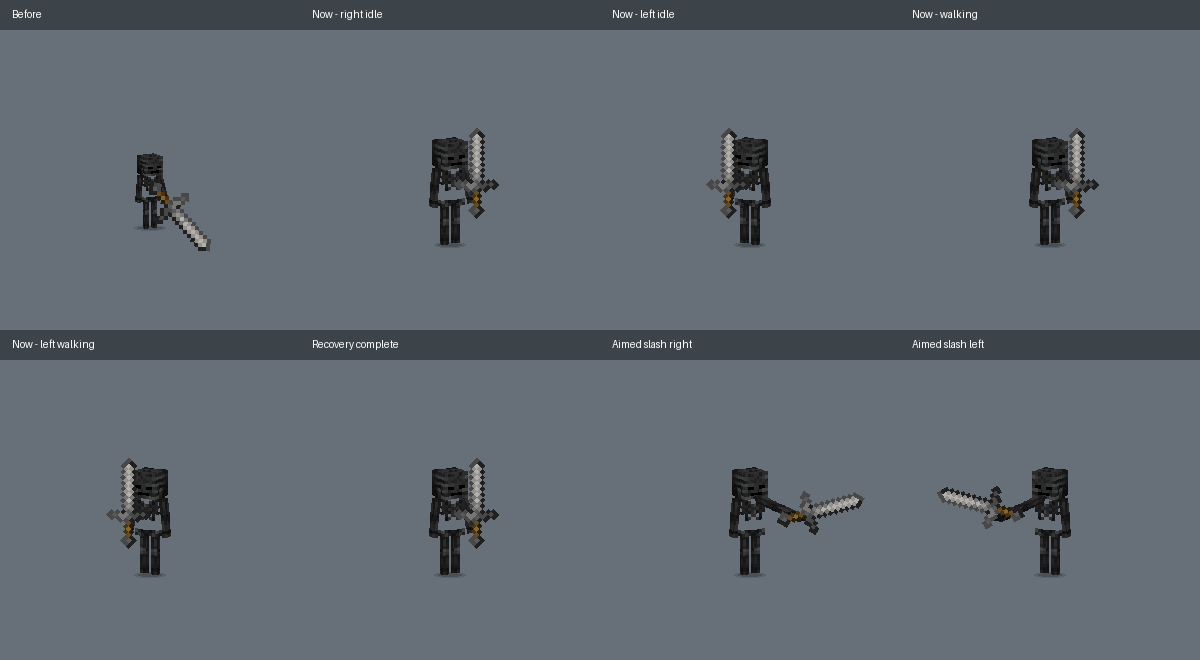 Before
Now - right idle
Now - left idle
Now - walking
Now - left walking
Recovery complete
Aimed slash right
Aimed slash left